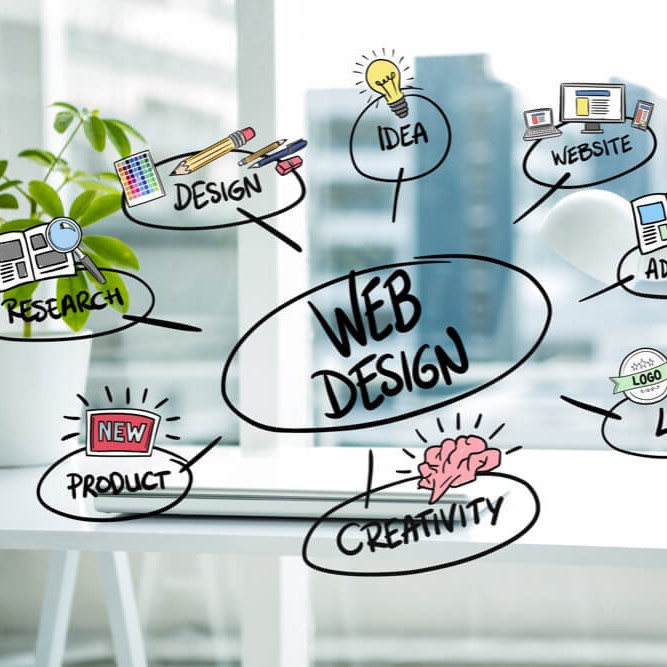 IDEA
WEBSITE
DESIGN
RESEARCH
WEB
DESIGN
LOGO
NEW
PRODUCT
CREATIVITY